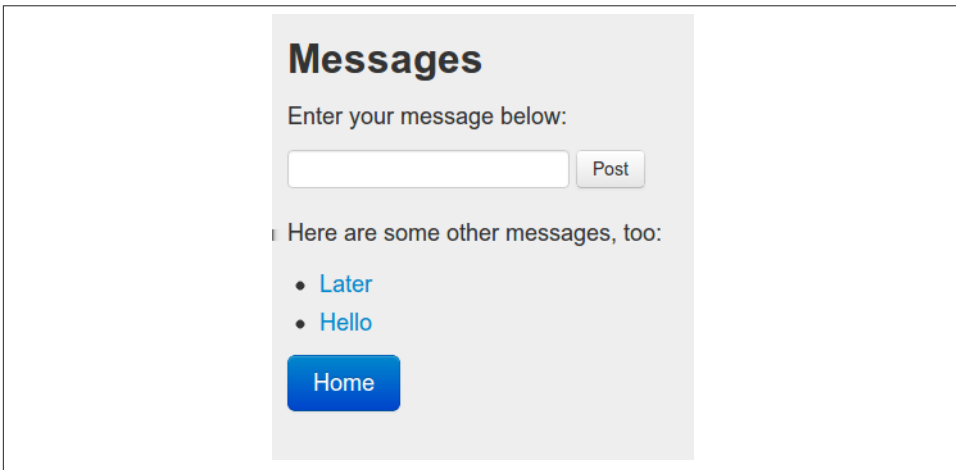 Messages
Enter your message below:
Post
Here are some other messages, too:
Later
Hello
Home